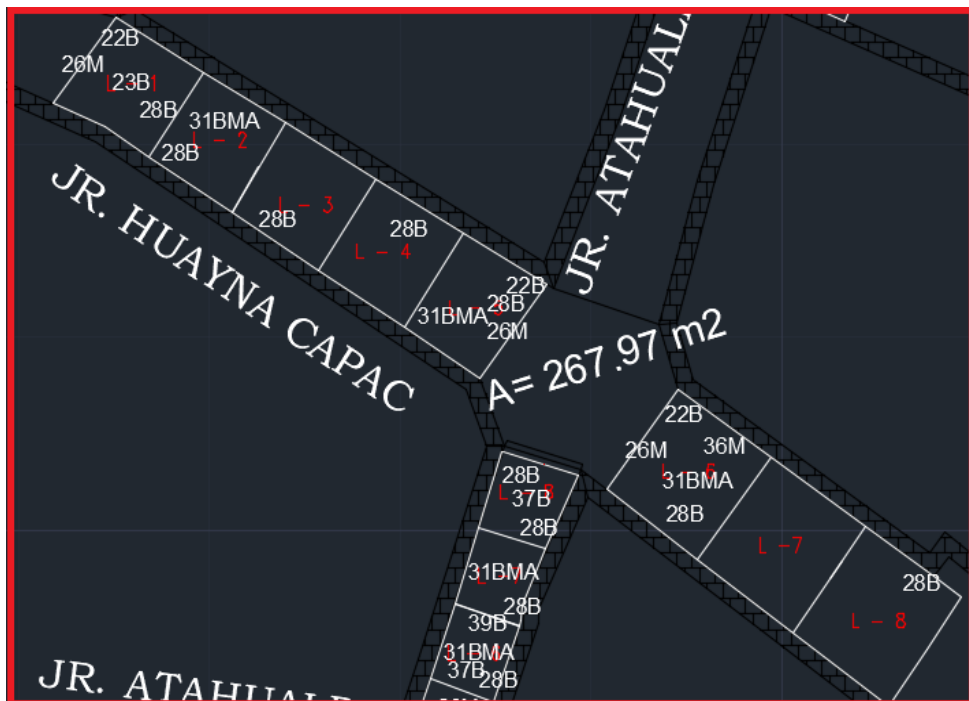 22B
26M
L - 1
23B
28B
31BMA
L - 2
28B
L - 3
28B
28B
L - 4
22B
28B
31BMA
26M
JR. HUAYNA CAPAC
JR. ATAHUAL
A= 267.97 m2
22B
26M
36M
L - 6
31BMA
28B
L -7
28B
L - 8
28B
L - 8
37B
28B
31BMA
28B
39B
31BMA
37B
28B
JR. ATAHUAL